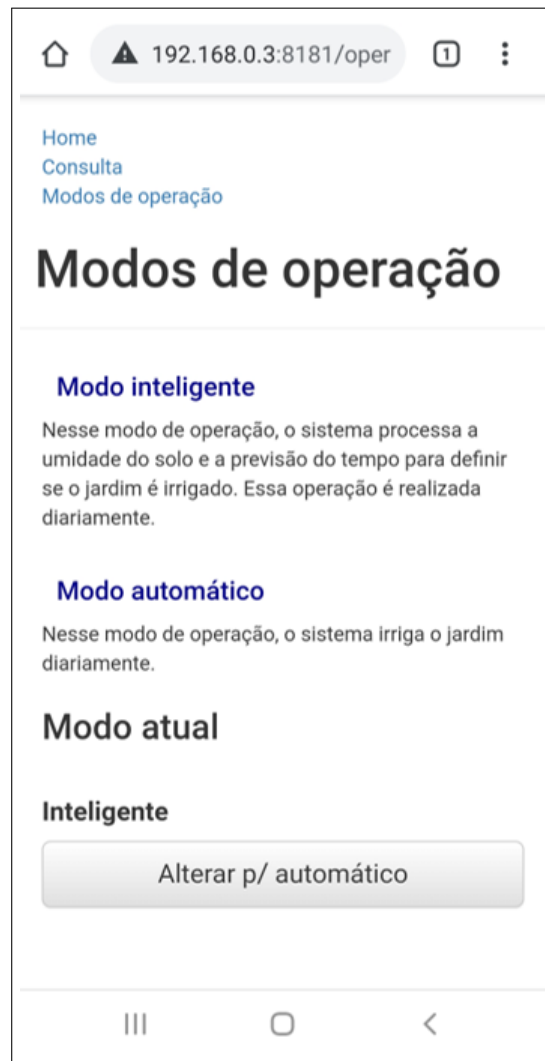 192.168.0.3:8181/oper
1
Home
Consulta
Modos de operação
Modos de operação
Modo inteligente
Nesse modo de operação, o sistema processa a
umidade do solo e a previsão do tempo para definir
se o jardim é irrigado. Essa operação é realizada
diariamente.
Modo automático
Nesse modo de operação, o sistema irriga o jardim
diariamente.
Modo atual
Inteligente
Alterar p/ automático